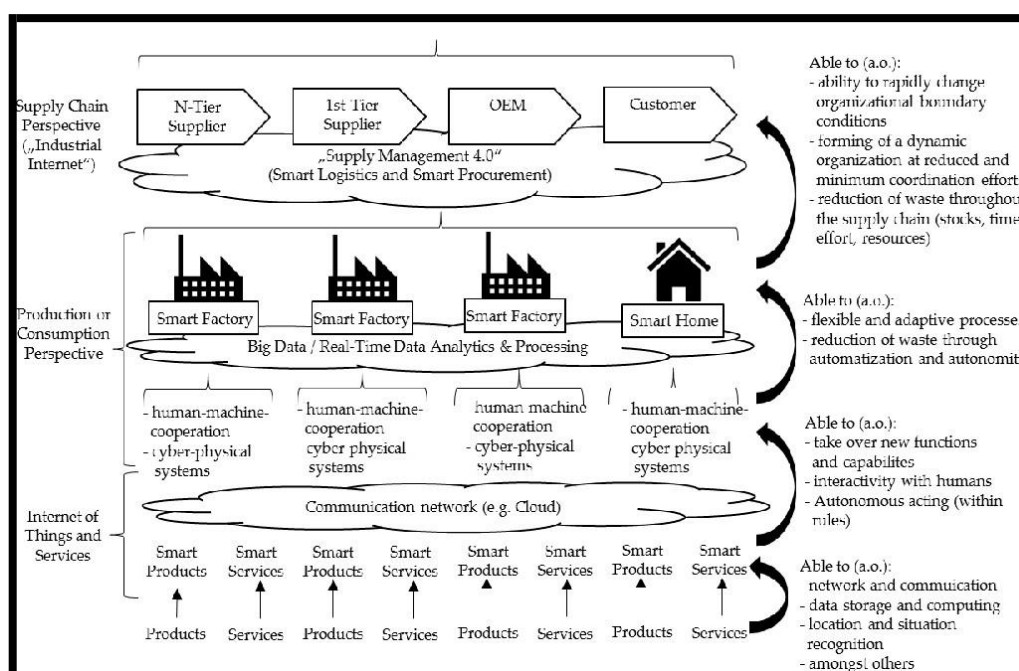 Supply Chain
Perspective
(„Industrial
Internet“)
N-Tier
Supplier
1st Tier
Supplier
OEM
Customer
„Supply Management 4.0“
(Smart Logistics and Smart Procurement)
Able to (a.o.):
- ability to rapidly change
organizational boundary
conditions
- forming of a dynamic
organization at reduced and
minimum coordination effort
- reduction of waste throughou
the supply chain (stocks, time
effort, resources)
Production or
Consumption
Perspective
Smart Factory
Smart Factory
Smart Factory
Smart Home
Big Data / Real-Time Data Analytics & Processing
Able to (a.o.):
- flexible and adaptive processe
- reduction of waste through
automatization and autonomit
- human-machine-
cooperation
- cyber-physical
systems
- human-machine-
cooperation
cyber physical
systems
human machine
cooperation
- cyber-physical
systems
- human-machine-
cooperation
cyber physical
systems
Able to (a.o.):
- take over new functions
and capabilites
- interactivity with humans
- Autonomous acting (within
rules)
Internet of
Things and
Services
Communication network (e.g. Cloud)
Smart
Products
Smart
Services
Smart
Products
Smart
Services
Smart
Products
Smart
Services
Smart
Products
Smart
Services
Products
Services
Products
Services
Products
Services
Products
Services
Able to (a.o.):
network and commuication
- data storage and computing
- location and situation
recognition
- amongst others